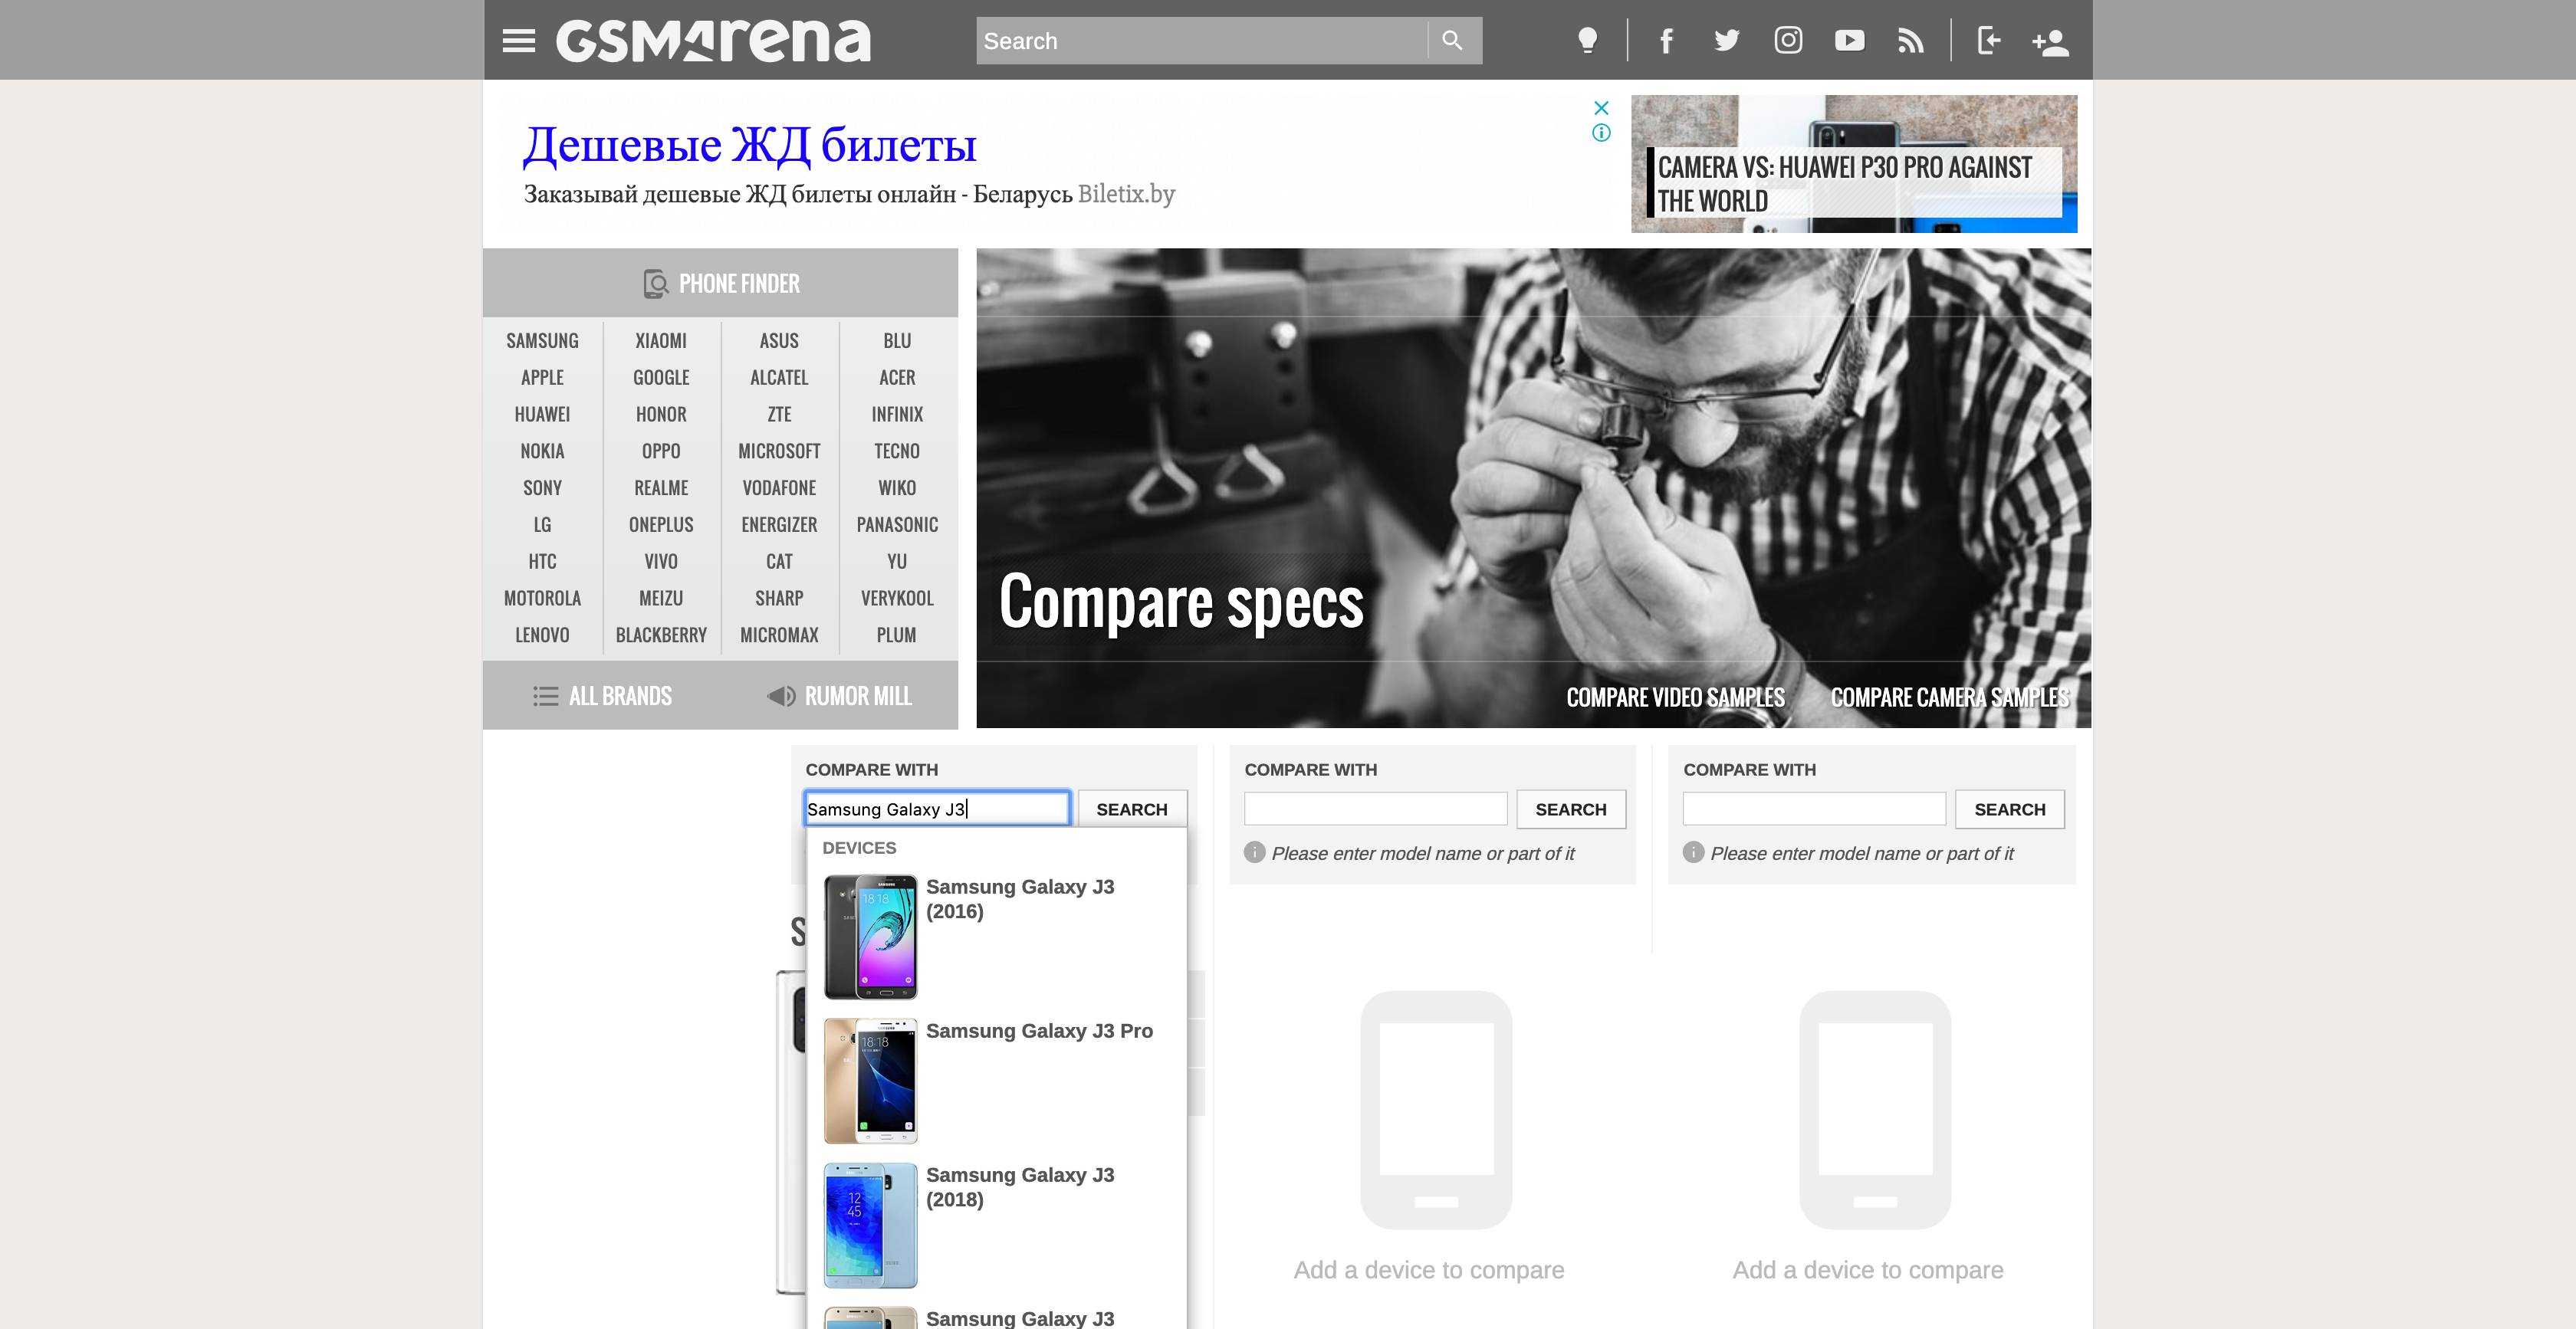 GSMArena
Search
Дешевые ЖД билеты
Заказывай дешевые ЖД билеты онлайн - Беларусь Biletix.by
CAMERA VS: HUAWEI P30 PRO AGAINST
THE WORLD
PHONE FINDER
SAMSUNG XIAOMI ASUS BLU
APPLE GOOGLE ALCATEL ACER
HUAWEI HONOR ZTE INFINIX
NOKIA OPPO MICROSOFT TECNO
SONY REALME VODAFONE WIKO
LG ONEPLUS ENERGIZER PANASONIC
HTC VIVO CAT YU
MOTOROLA MEIZU SHARP VERYKOOL
LENOVO BLACKBERRY MICROMAX PLUM
ALL BRANDS RUMOR MILL
Compare specs
COMPARE VIDEO SAMPLES COMPARE CAMERA SAMPLES
COMPARE WITH
Samsung Galaxy J3 SEARCH
DEVICES
Samsung Galaxy J3
(2016)
Samsung Galaxy J3 Pro
Samsung Galaxy J3
(2018)
Samsung Galaxy J3
COMPARE WITH
SEARCH
Please enter model name or part of it
Add a device to compare
COMPARE WITH
SEARCH
Please enter model name or part of it
Add a device to compare